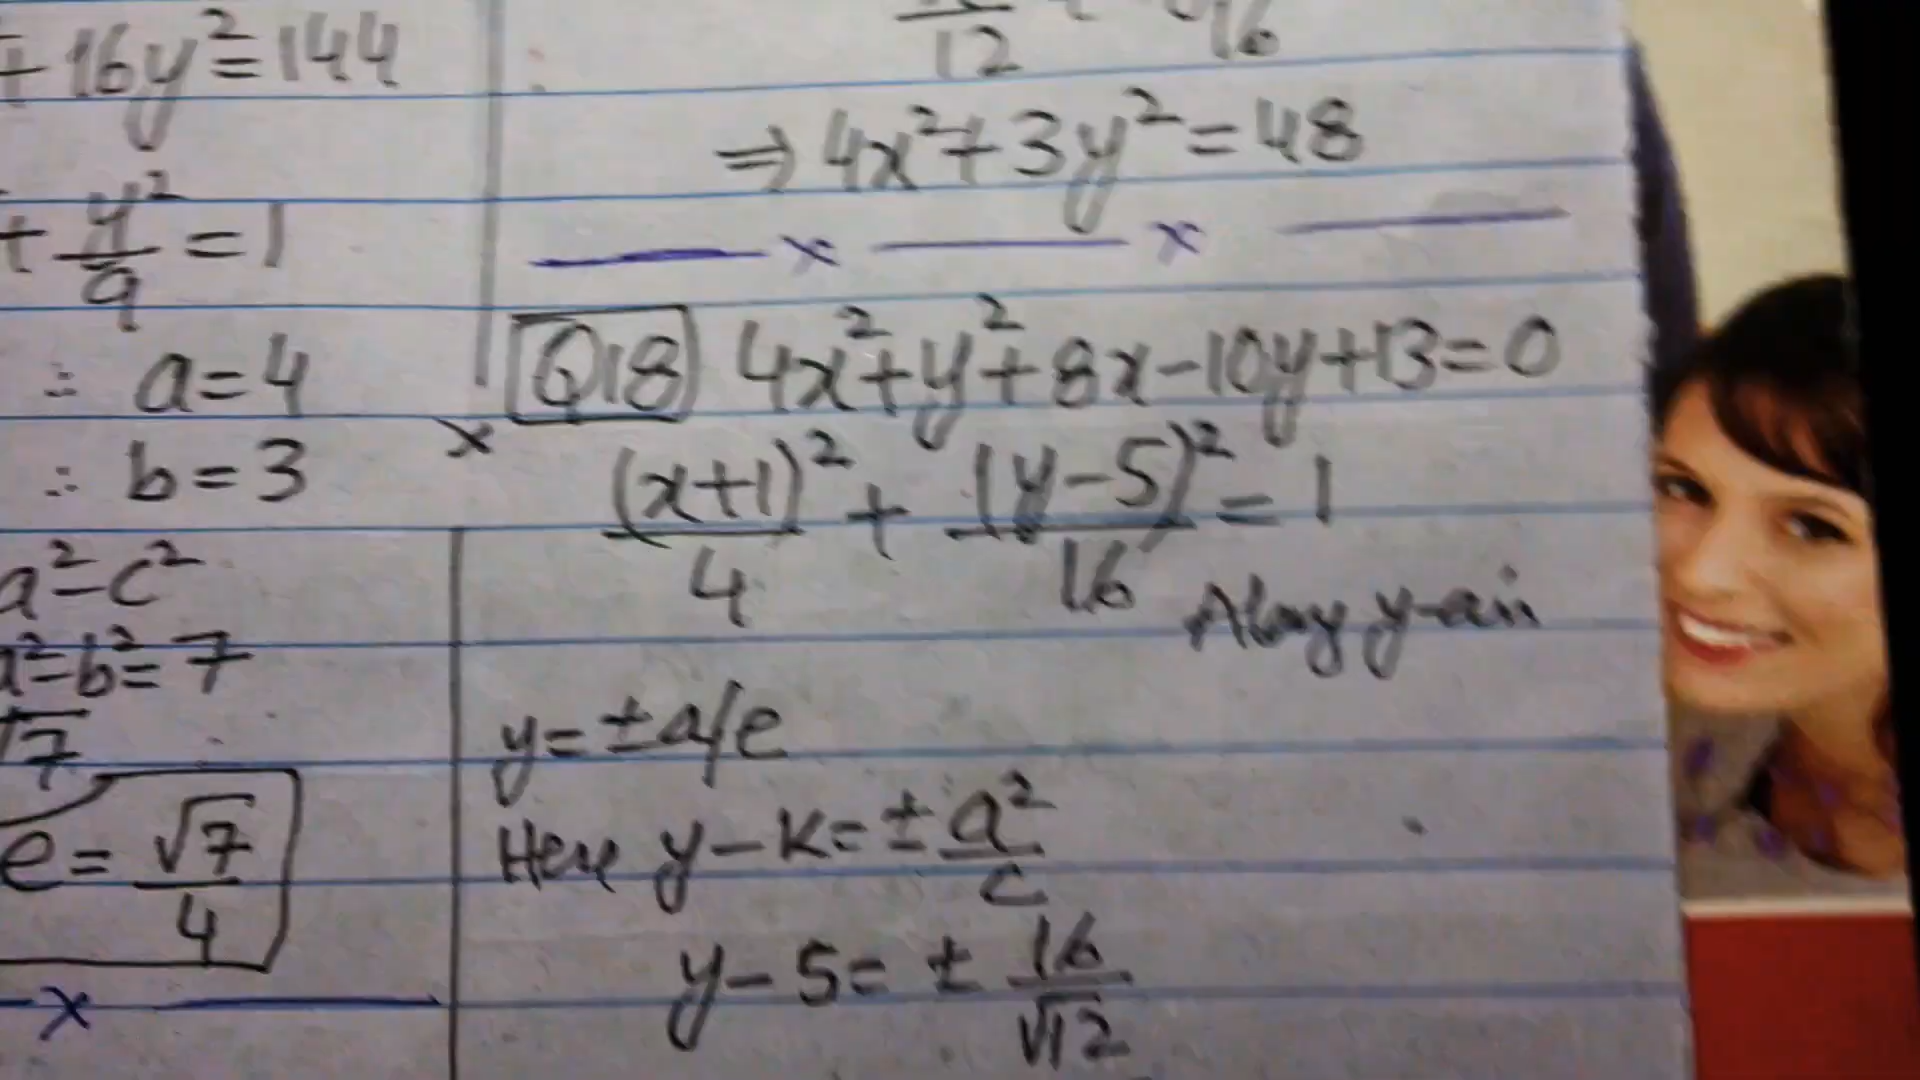 + 16y² = 144
+ y²/9 = 1
∴ a = 4
∴ b = 3
a² - c²
a² - b² = 7
√7
e = √7/4
x
12 16
⇒ 4x² + 3y² = 48
x x
Q18 4x² + y² + 8x - 10y + 13 = 0
x
(x+1)²/4 + (y-5)²/16 = 1
Along y-axis
y = ± a/e
Here y - k = ± a²/c
y - 5 = ± 16/√12